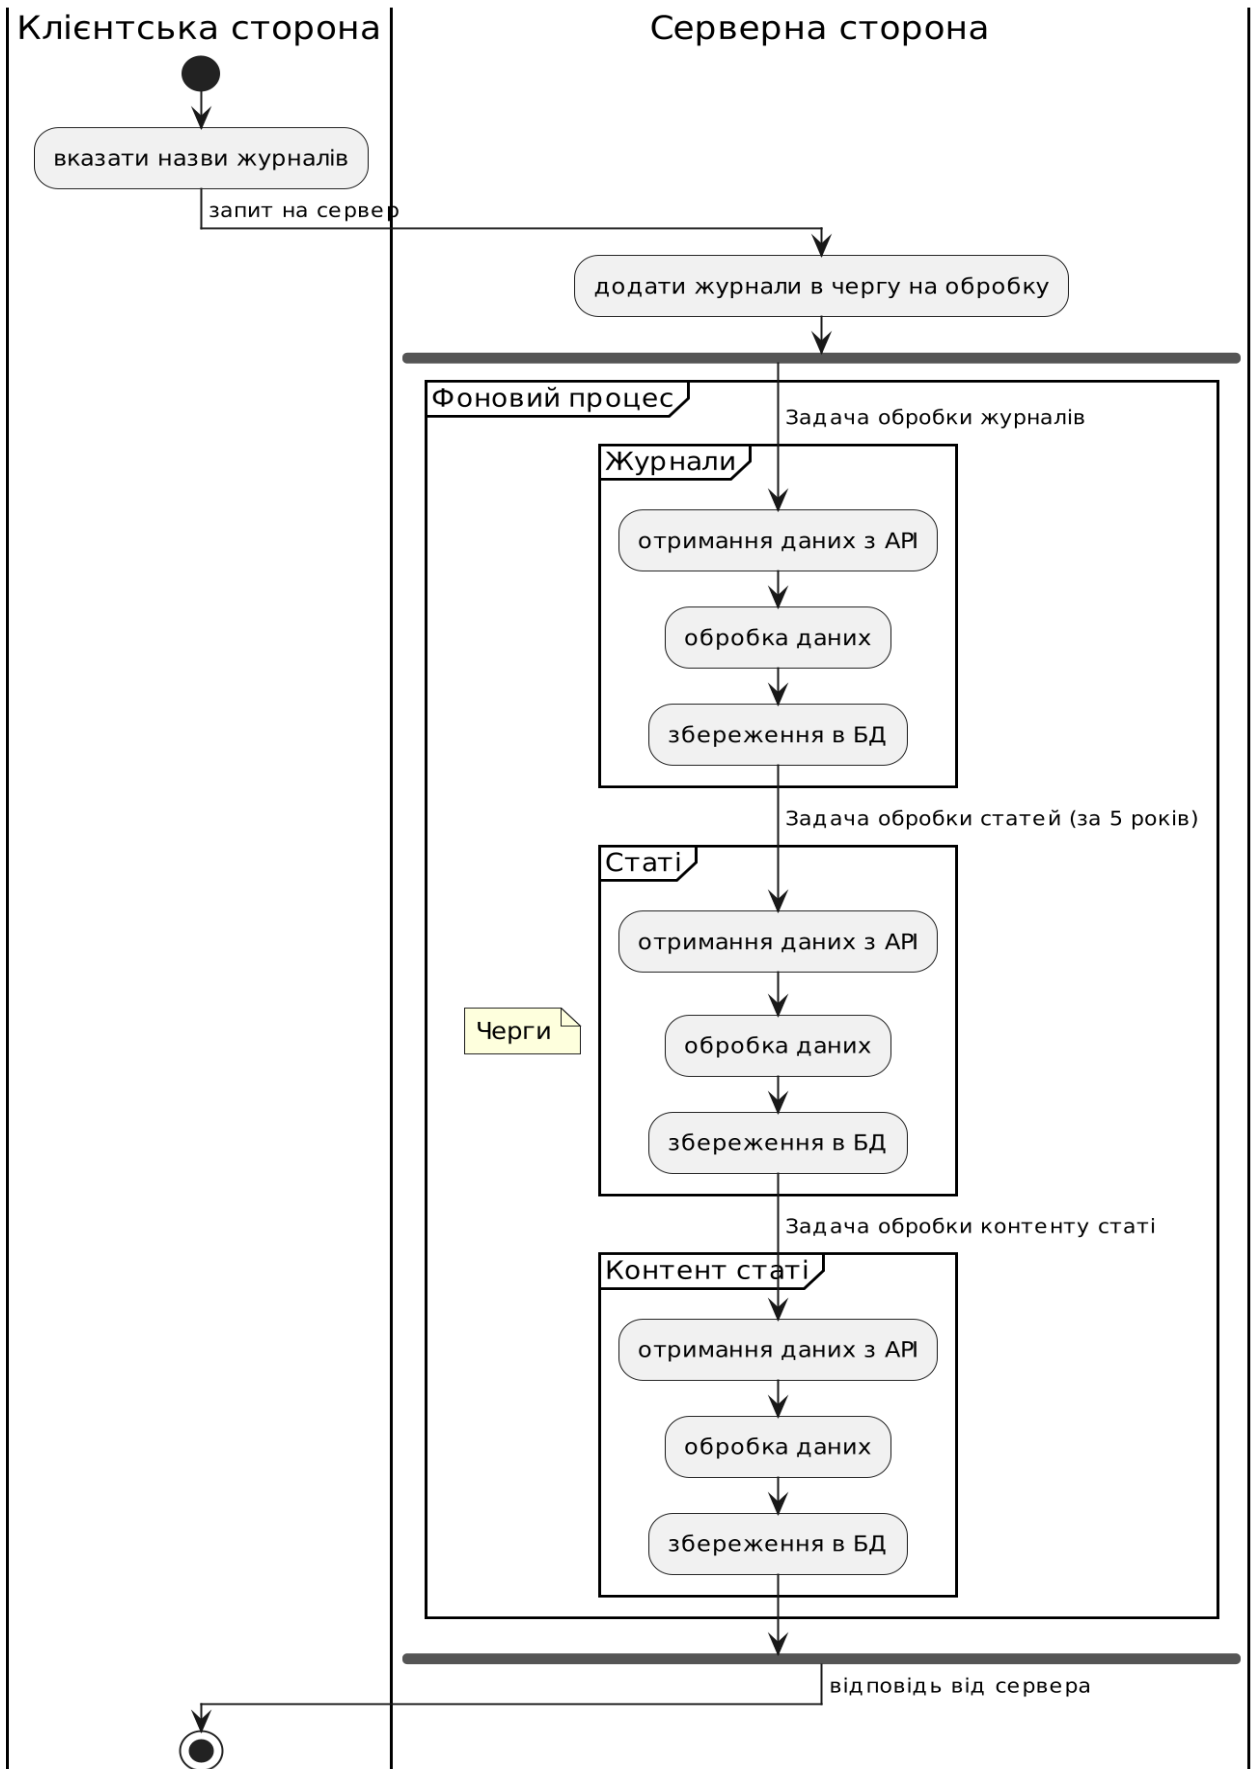 Клієнтська сторона
Серверна сторона
вказати назви журналів
запит на сервер
додати журнали в чергу на обробку
Фоновий процес
Задача обробки журналів
Журнали
отримання даних з API
обробка даних
збереження в БД
Задача обробки статей (за 5 років)
Статі
отримання даних з API
Черги
обробка даних
збереження в БД
Задача обробки контенту статі
Контент статі
отримання даних з API
обробка даних
збереження в БД
відповідь від сервера